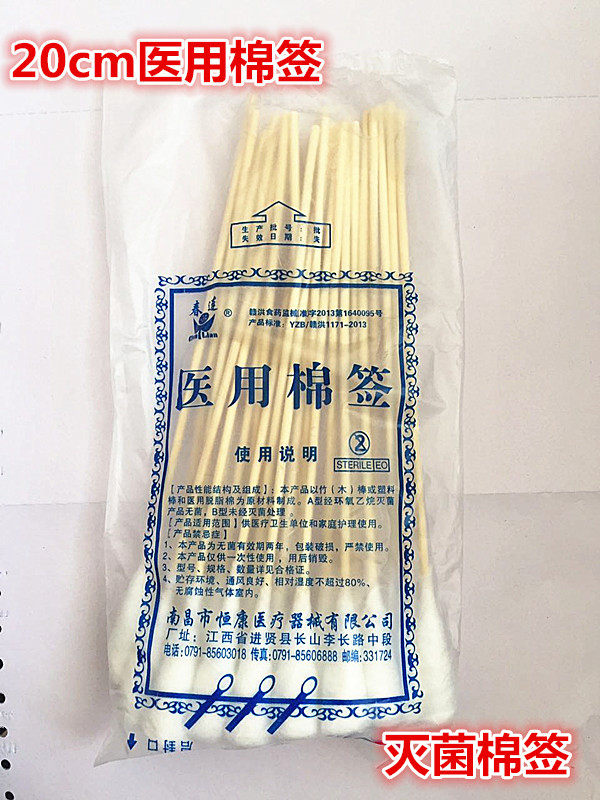 20cm医用棉签
生产批号：批
失效日期：失
春莲
®
赣洪食药监械(准)字2013第1640095号
产品标准：YZB/赣洪1171-2013
医用棉签
使用说明
2
STERILE EO
[产品性能结构及组成]：本产品以竹（木）棒或塑料
棒和医用脱脂棉为原材料制成。A型经环氧乙烷灭菌
产品无菌，B型未经灭菌处理。
[产品适用范围]供医疗卫生单位和家庭护理使用。
[产品禁忌症]
1、本产品为无菌有效期两年，包装破损，严禁使用。
2、本产品仅供一次性使用，用后销毁。
3、型号、规格、数量详见合格证。
4、贮存环境、通风良好、相对湿度不超过80%、
无腐蚀性气体室内。
南昌市恒康医疗器械有限公司
厂址：江西省进贤县长山李长路中段
电话:0791-85603018 传真:0791-85606888 邮编:331724
后封口
灭菌棉签